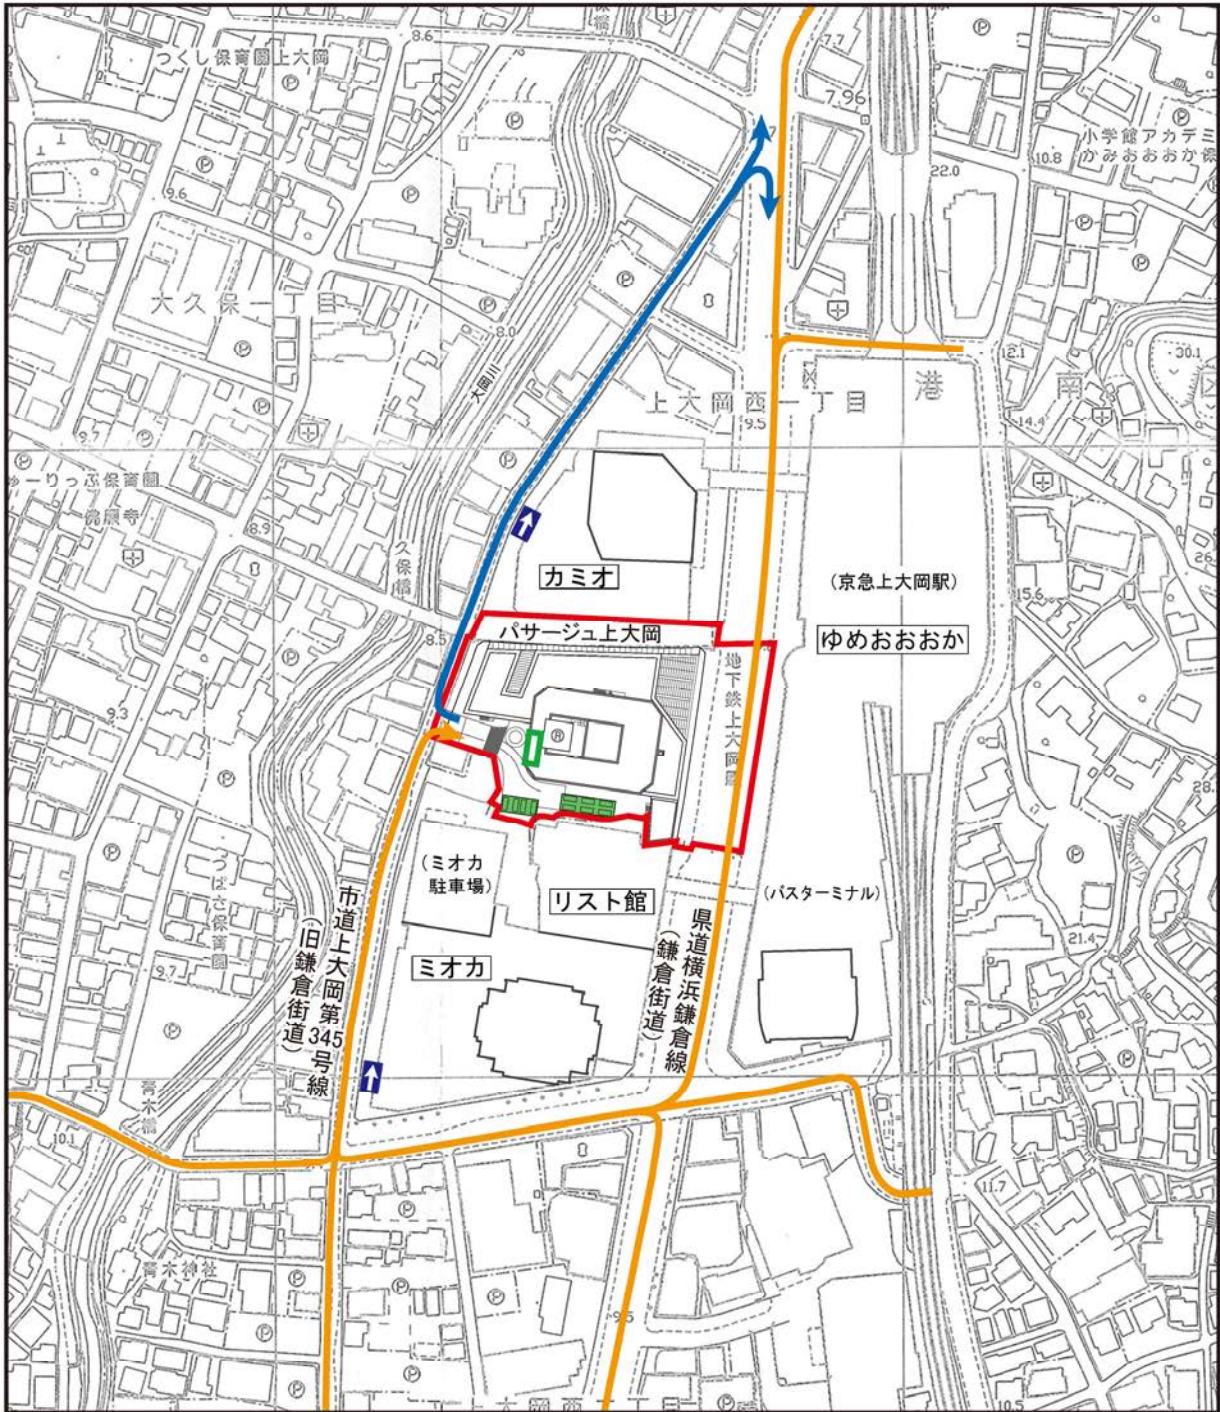 8.6
7.7
つくし保育園上大岡
7.96
小学館アカデミ
かみおおおか保
10.8
22.0
9.6
大久保一丁目
8.0
大岡三
12.1
30.1
港
南
区
上大岡西一丁目
14.4
9.5
9.7
ゅーりっぷ保育園
8.9
久保橋
カミオ
26.
(京急上大岡駅)
15.6
8.5
パサージュ上大岡
ゆめおおおか
地下鉄上大岡
9.3
28.
(ミオカ
駐車場)
リスト館
(バスターミナル)
つばさ保育園
市道上大岡第345号線
(旧鎌倉街道)
県道横浜鎌倉線
(鎌倉街道)
21.4
9.7
ミオカ
青木橋
10.1
11.7
青木神社
9.5
上大岡西
10.5